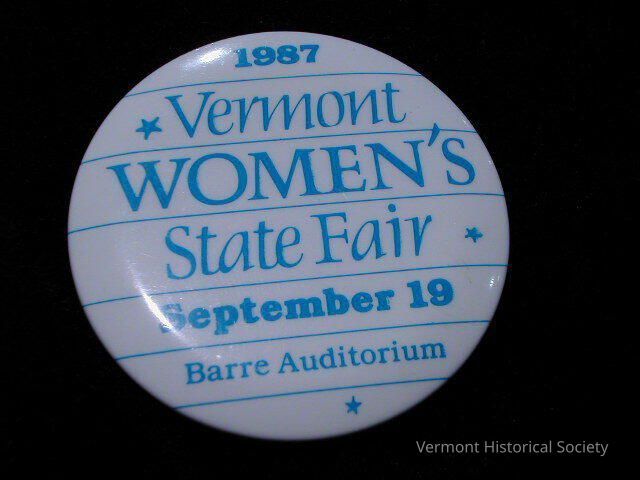 1987
Vermont
WOMEN'S
State Fair
September 19
Barre Auditorium
Vermont Historical Society